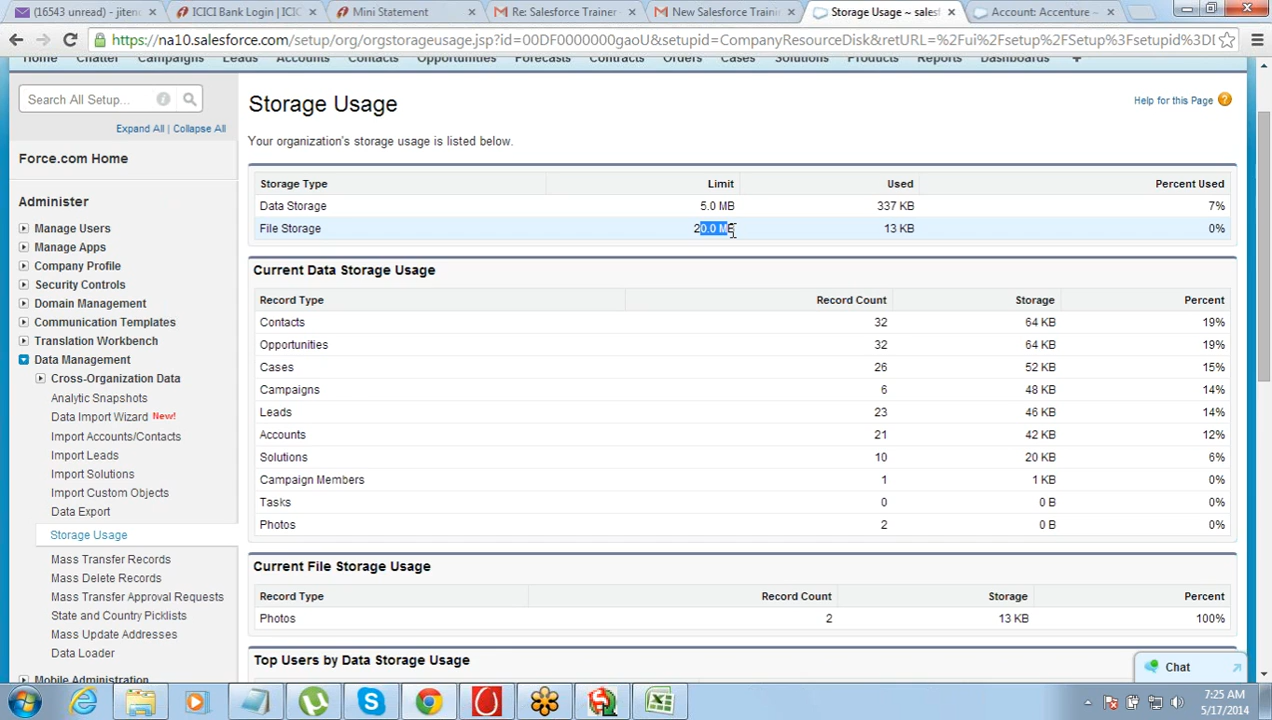 (16543 unread) - jiten
ICICI Bank Login | IC
Mini Statement
Re: Salesforce Trainer
New Salesforce Traini
Storage Usage ~ salesf
Account: Accenture ~
https://na10.salesforce.com/setup/org/orgstorageusage.jsp?id=00DF0000000gaoU&setupid=CompanyResourceDisk&retURL=%2Fui%2Fsetup%2FSetup%3Fsetupid%3D
Home Chatter Campaigns Leads Accounts Contacts Opportunities Forecasts Contracts Orders Cases Solutions Products Reports Dashboards +
Search All Setup...
Expand All | Collapse All
Force.com Home
Administer
Manage Users
Manage Apps
Company Profile
Security Controls
Domain Management
Communication Templates
Translation Workbench
Data Management
Cross-Organization Data
Analytic Snapshots
Data Import Wizard New!
Import Accounts/Contacts
Import Leads
Import Solutions
Import Custom Objects
Data Export
Storage Usage
Mass Transfer Records
Mass Delete Records
Mass Transfer Approval Requests
State and Country Picklists
Mass Update Addresses
Data Loader
Mobile Administration
Storage Usage
Help for this Page ?
Your organization's storage usage is listed below.
Storage Type Limit Used Percent Used
Data Storage 5.0 MB 337 KB 7%
File Storage 20.0 MB 13 KB 0%
Current Data Storage Usage
Record Type Record Count Storage Percent
Contacts 32 64 KB 19%
Opportunities 32 64 KB 19%
Cases 26 52 KB 15%
Campaigns 6 48 KB 14%
Leads 23 46 KB 14%
Accounts 21 42 KB 12%
Solutions 10 20 KB 6%
Campaign Members 1 1 KB 0%
Tasks 0 0 B 0%
Photos 2 0 B 0%
Current File Storage Usage
Record Type Record Count Storage Percent
Photos 2 13 KB 100%
Top Users by Data Storage Usage
Chat
7:25 AM
5/17/2014